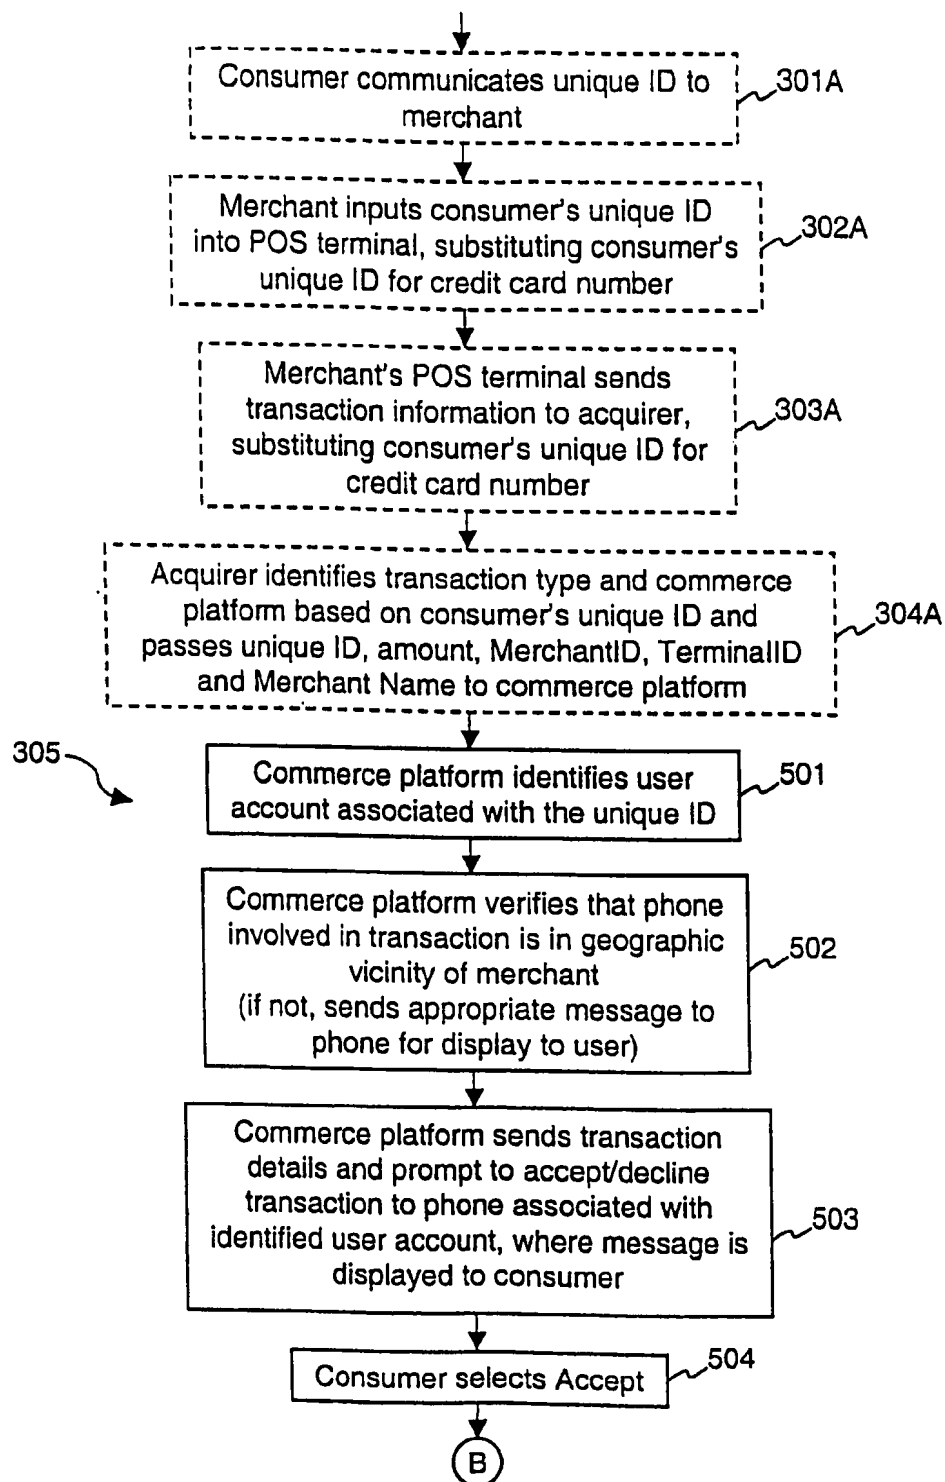 Consumer communicates unique ID to
merchant
301A
Merchant inputs consumer's unique ID
into POS terminal, substituting consumer's
unique ID for credit card number
302A
Merchant's POS terminal sends
transaction information to acquirer,
substituting consumer's unique ID for
credit card number
303A
Acquirer identifies transaction type and commerce
platform based on consumer's unique ID and
passes unique ID, amount, MerchantID, TerminalID
and Merchant Name to commerce platform
304A
305
Commerce platform identifies user
account associated with the unique ID
501
Commerce platform verifies that phone
involved in transaction is in geographic
vicinity of merchant
(if not, sends appropriate message to
phone for display to user)
502
Commerce platform sends transaction
details and prompt to accept/decline
transaction to phone associated with
identified user account, where message is
displayed to consumer
503
Consumer selects Accept
504
B